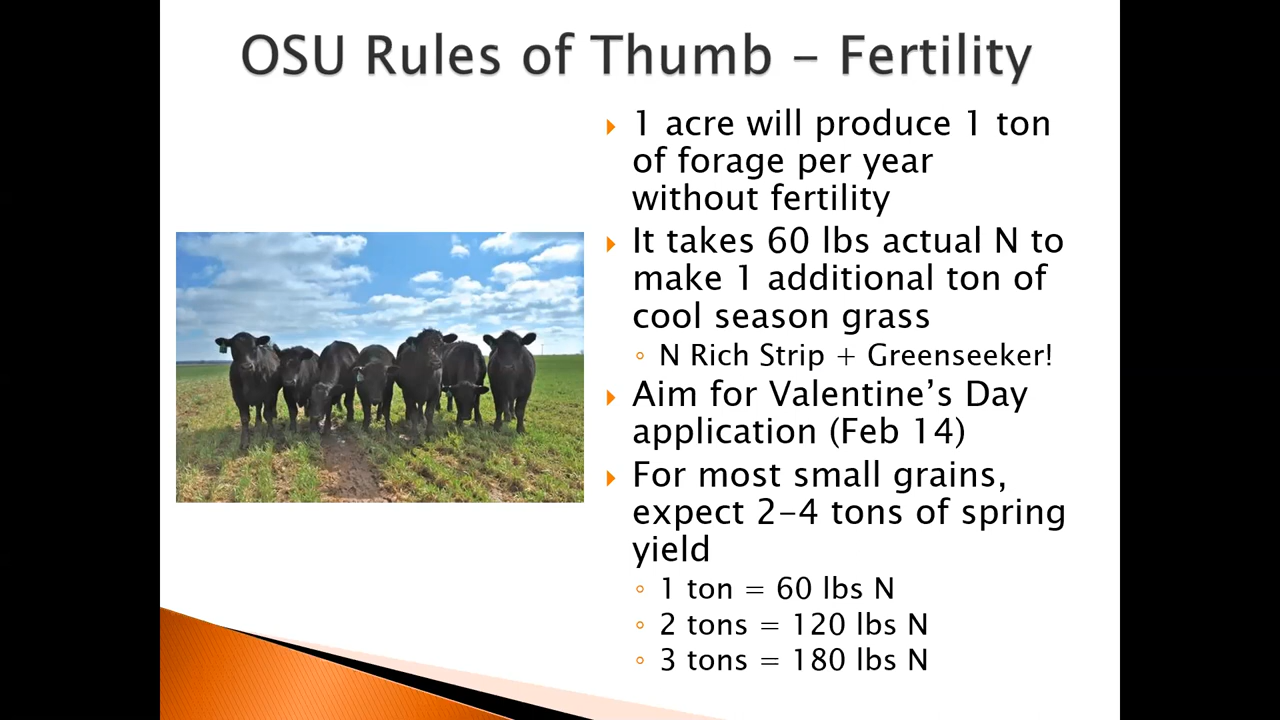 OSU Rules of Thumb – Fertility
1 acre will produce 1 ton
of forage per year
without fertility
It takes 60 lbs actual N to
make 1 additional ton of
cool season grass
N Rich Strip + Greenseeker!
Aim for Valentine’s Day
application (Feb 14)
For most small grains,
expect 2-4 tons of spring
yield
1 ton = 60 lbs N
2 tons = 120 lbs N
3 tons = 180 lbs N